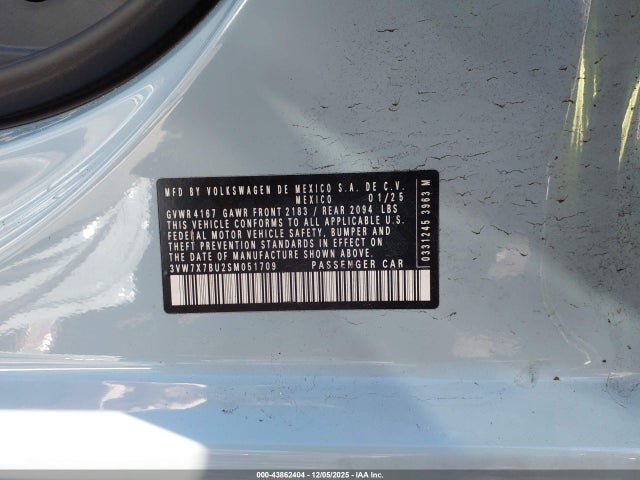 MFD BY VOLKSWAGEN DE MEXICO S.A. DE C.V.
MEXICO 01/25
GVWR 4167 GAWR FRONT 2183 / REAR 2094 LBS
THIS VEHICLE CONFORMS TO ALL APPLICABLE U.S.
FEDERAL MOTOR VEHICLE SAFETY, BUMPER AND
THEFT PREVENTION STANDARDS IN EFFECT ON THE
DATE OF MANUFACTURE SHOWN ABOVE
3VW7X7BU2SM051709 PASSENGER CAR
0331245 3963 M
000-43862404 - 12/05/2025 - IAA Inc.